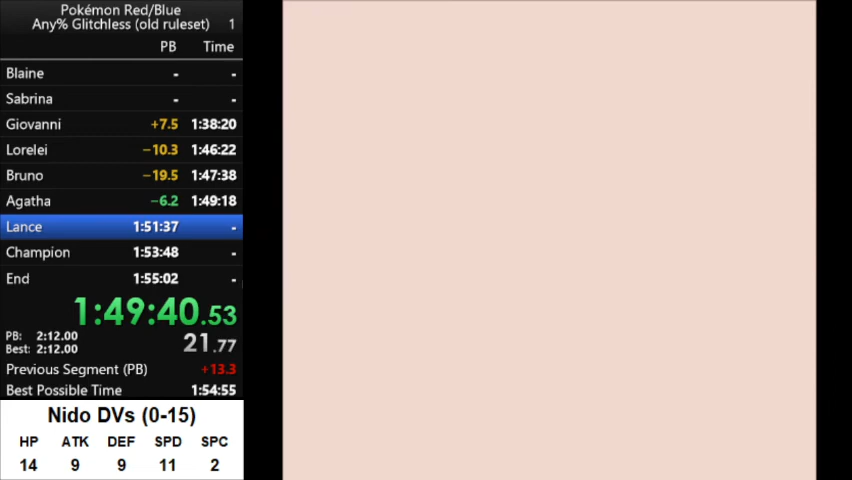 Pokémon Red/Blue
Any% Glitchless (old ruleset) 1
PB Time
Blaine - -
Sabrina - -
Giovanni +7.5 1:38:20
Lorelei −10.3 1:46:22
Bruno −19.5 1:47:38
Agatha −6.2 1:49:18
Lance 1:51:37 -
Champion 1:53:48 -
End 1:55:02 -
1:49:40.53
PB: 2:12.00
Best: 2:12.00
21.77
Previous Segment (PB) +13.3
Best Possible Time 1:54:55
Nido DVs (0-15)
HP ATK DEF SPD SPC
14 9 9 11 2